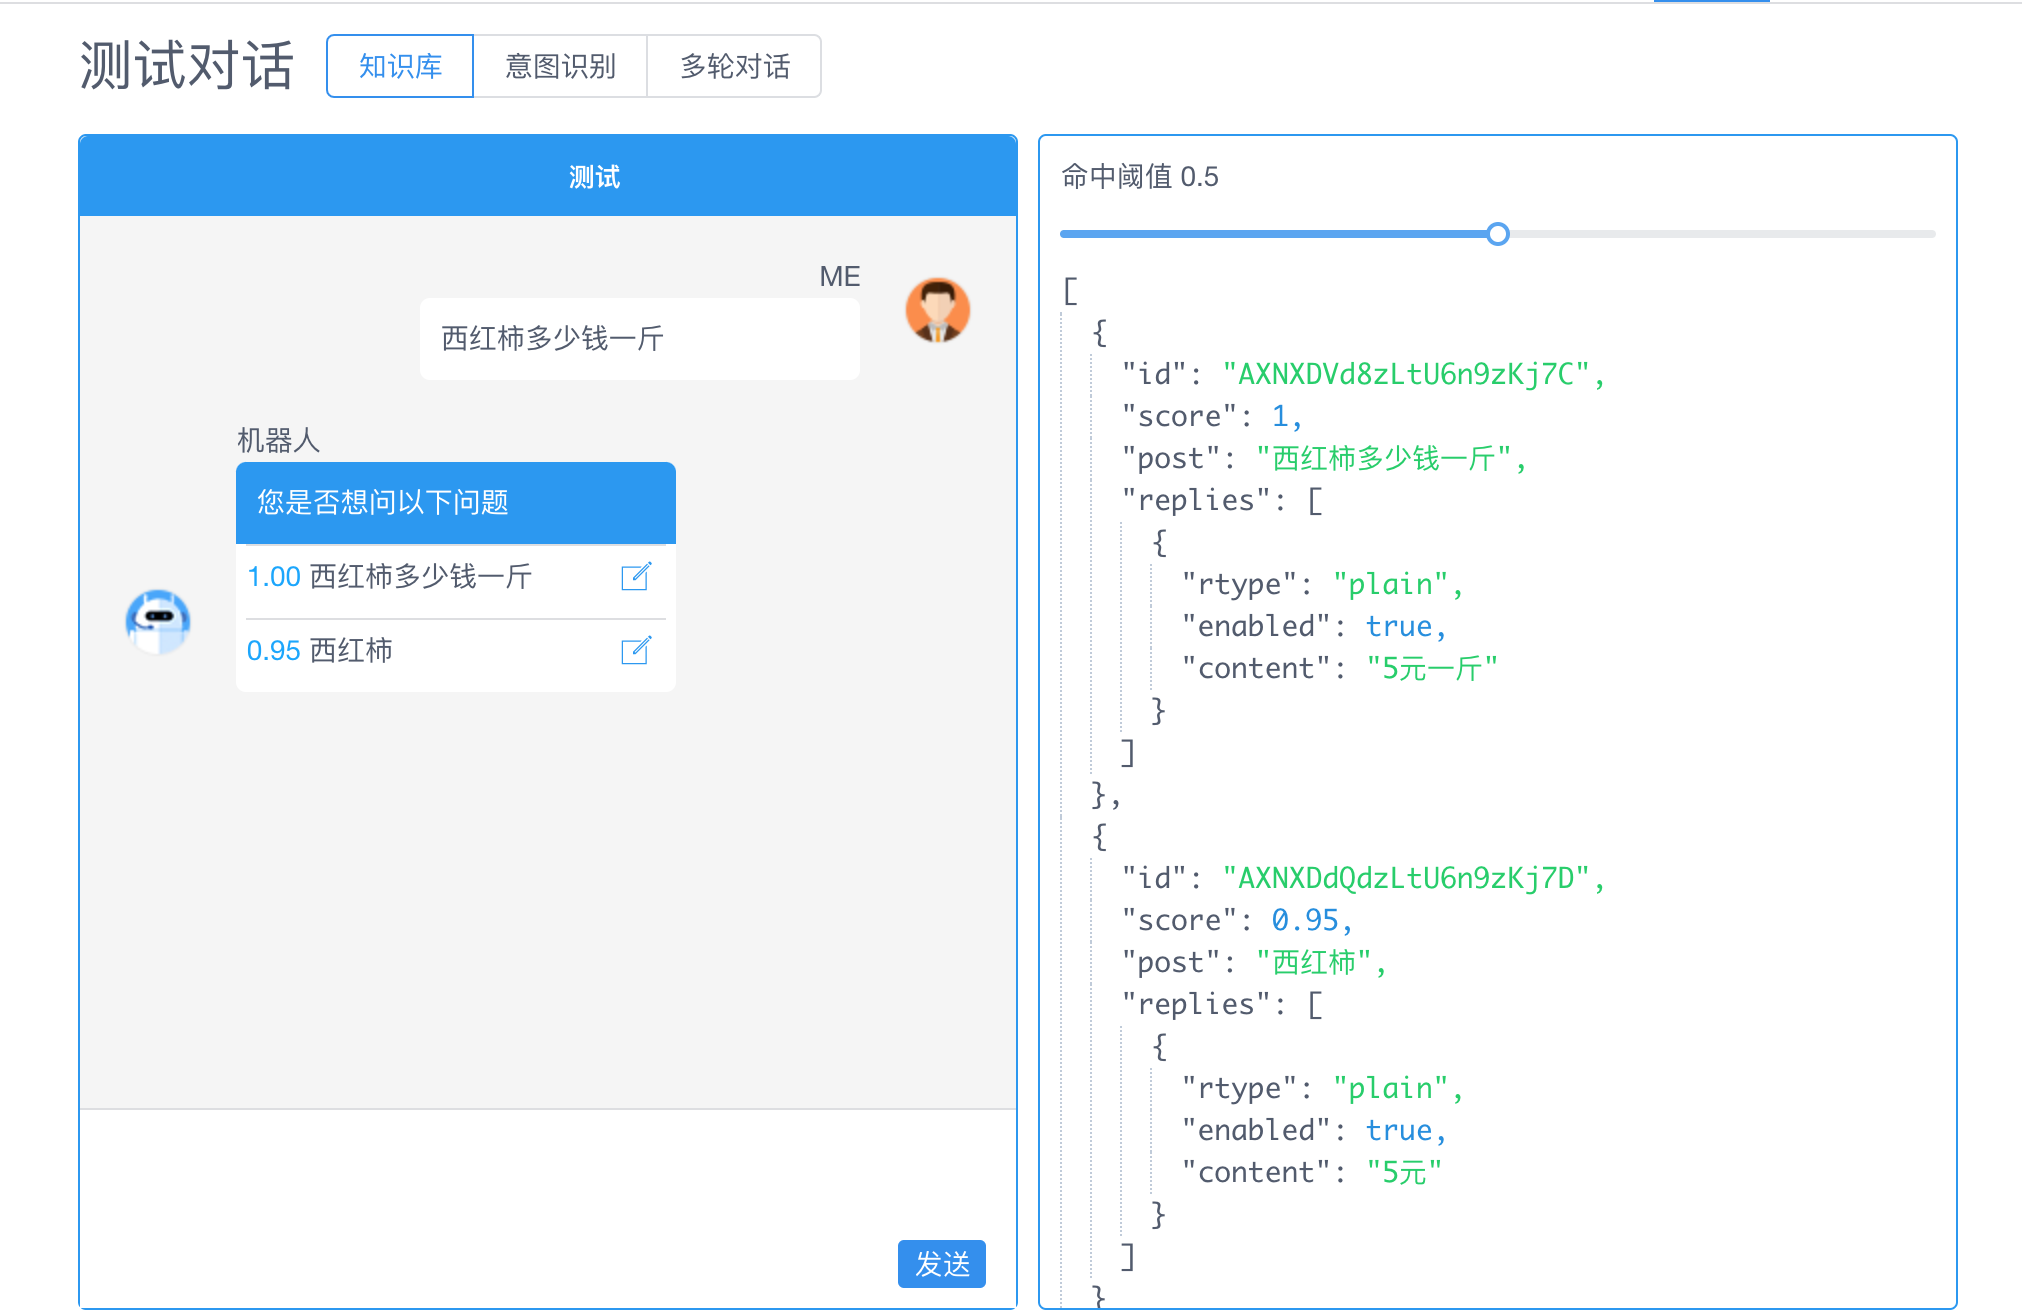 测试对话
知识库
意图识别
多轮对话
测试
ME
西红柿多少钱一斤
机器人
您是否想问以下问题
1.00 西红柿多少钱一斤
0.95 西红柿
发送
命中阈值 0.5
[
{
"id": "AXNXDVd8zLtU6n9zKj7C",
"score": 1,
"post": "西红柿多少钱一斤",
"replies": [
{
"rtype": "plain",
"enabled": true,
"content": "5元一斤"
}
]
},
{
"id": "AXNXDdQdzLtU6n9zKj7D",
"score": 0.95,
"post": "西红柿",
"replies": [
{
"rtype": "plain",
"enabled": true,
"content": "5元"
}
]
}